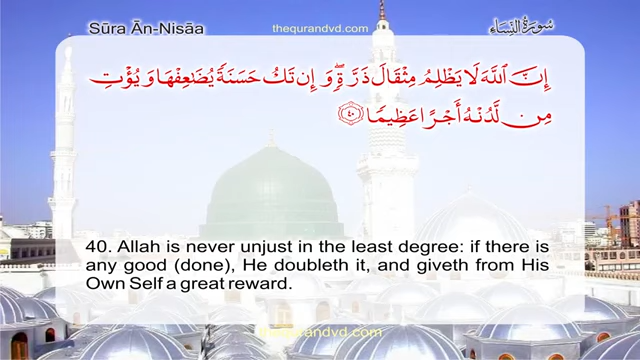 Sūra Ān-Nisāa
thequrandvd.com
سورة النساء
إِنَّ ٱللَّهَ لَا يَظْلِمُ مِثْقَالَ ذَرَّةٍ ۖ وَإِن تَكُ حَسَنَةً يُضَٰعِفْهَا وَيُؤْتِ
مِن لَّدُنْهُ أَجْرًا عَظِيمًا ٤٠
40. Allah is never unjust in the least degree: if there is
any good (done), He doubleth it, and giveth from His
Own Self a great reward.
thequrandvd.com